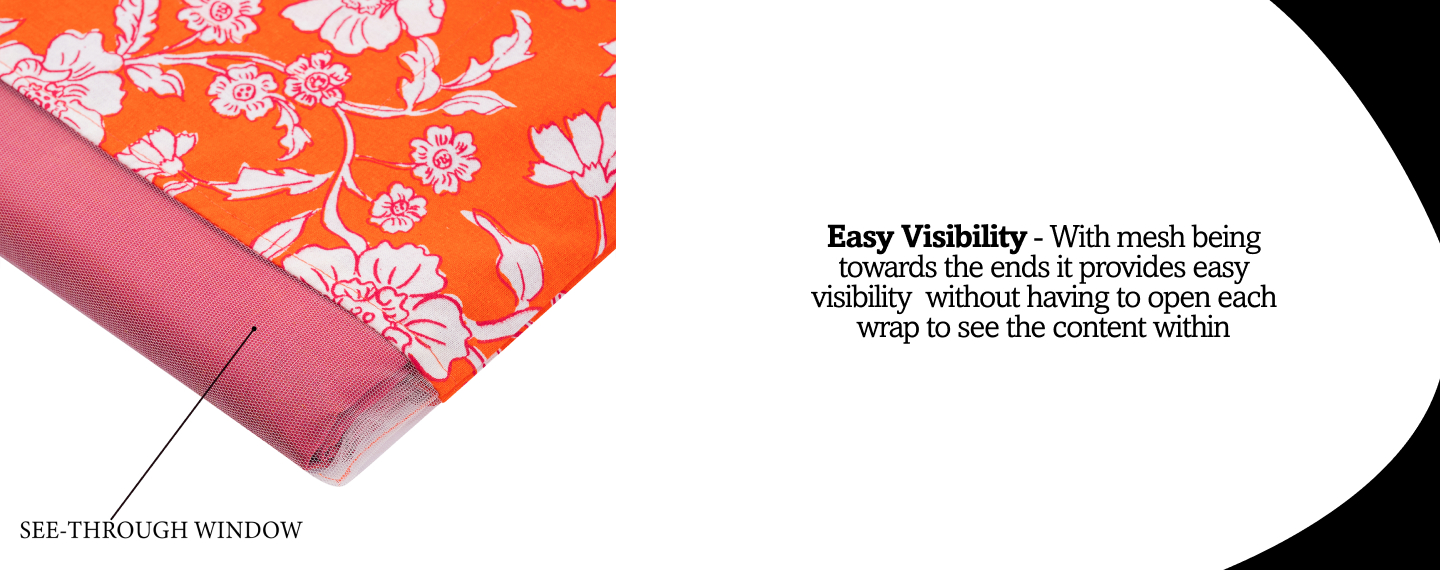 Easy Visibility - With mesh being
towards the ends it provides easy
visibility  without having to open each
wrap to see the content within
SEE-THROUGH WINDOW